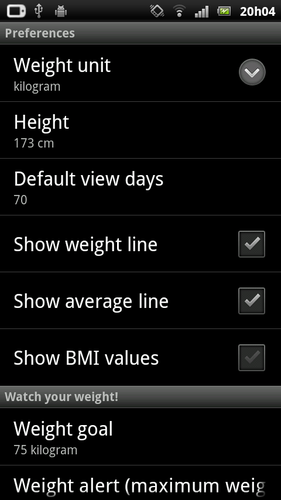 20h04
Preferences
Weight unit
kilogram
Height
173 cm
Default view days
70
Show weight line
Show average line
Show BMI values
Watch your weight!
Weight goal
75 kilogram
Weight alert (maximum weig